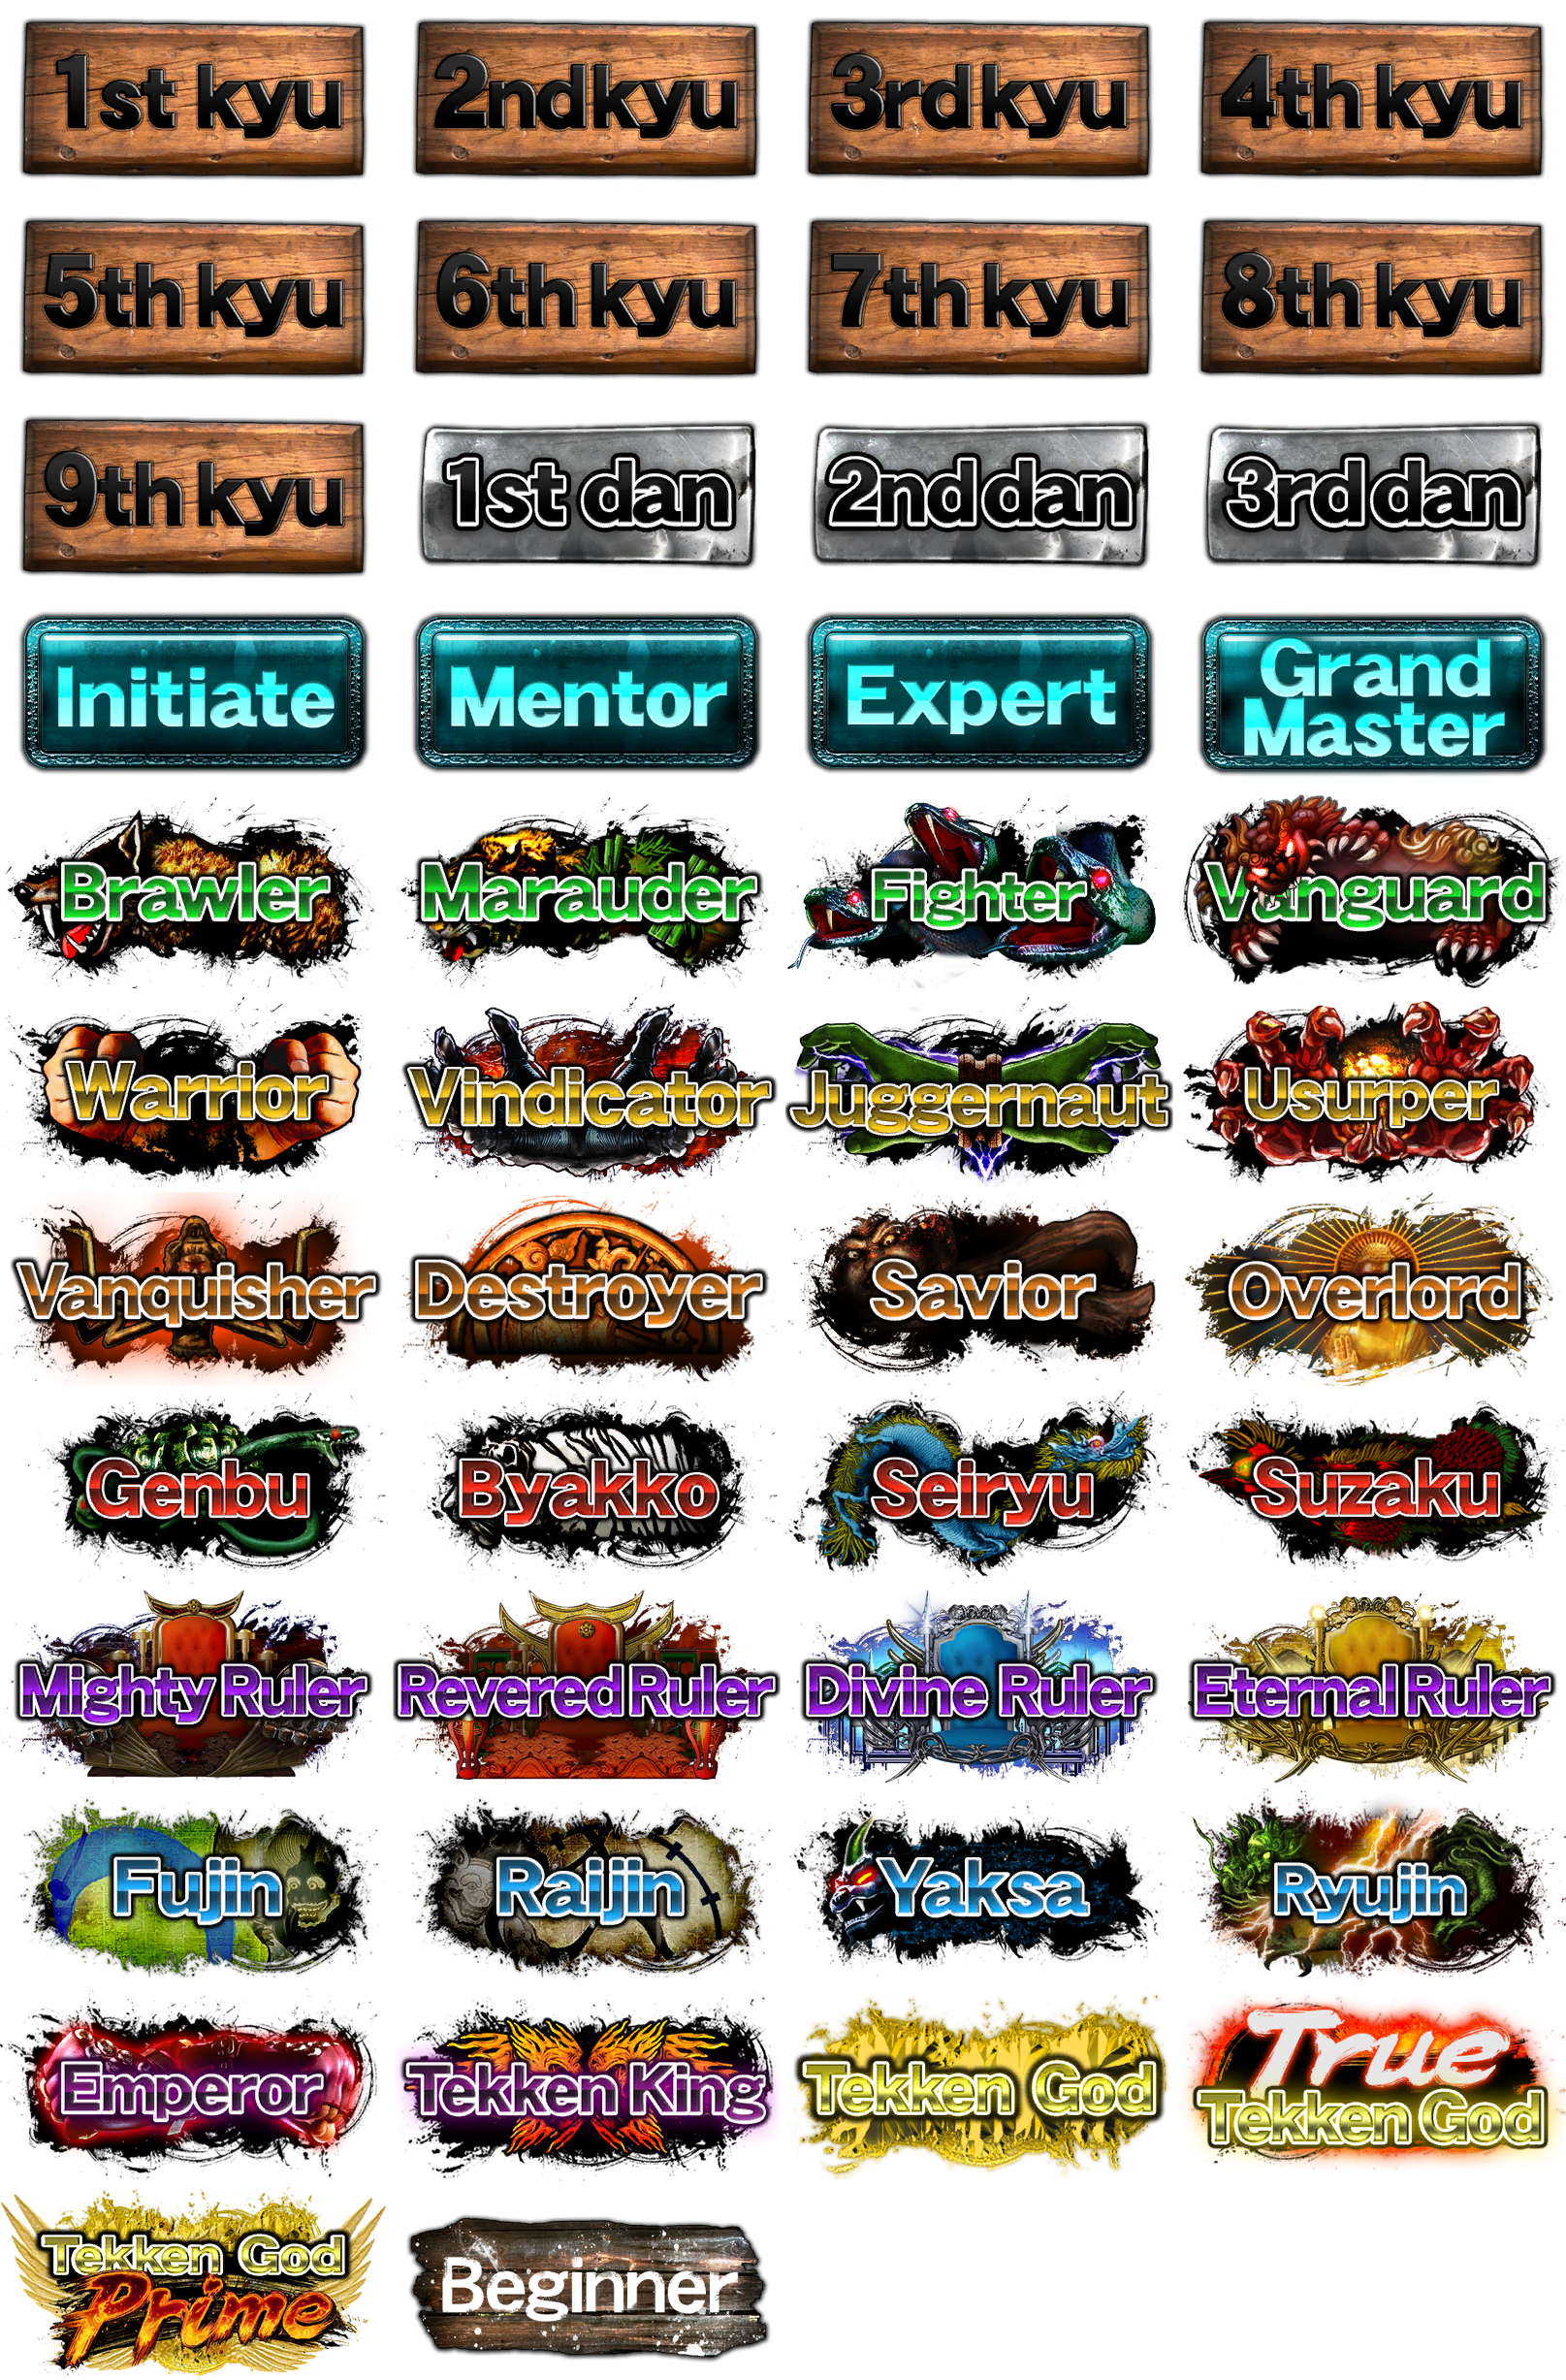 1st kyu
2nd kyu
3rd kyu
4th kyu
5th kyu
6th kyu
7th kyu
8th kyu
9th kyu
1st dan
2nd dan
3rd dan
Initiate
Mentor
Expert
Grand
Master
Brawler
Marauder
Fighter
Vanguard
Warrior
Vindicator
Juggernaut
Usurper
Vanquisher
Destroyer
Savior
Overlord
Genbu
Byakko
Seiryu
Suzaku
Mighty Ruler
Revered Ruler
Divine Ruler
Eternal Ruler
Fujin
Raijin
Yaksa
Ryujin
Emperor
Tekken King
Tekken God
True
Tekken God
Tekken God
Prime
Beginner